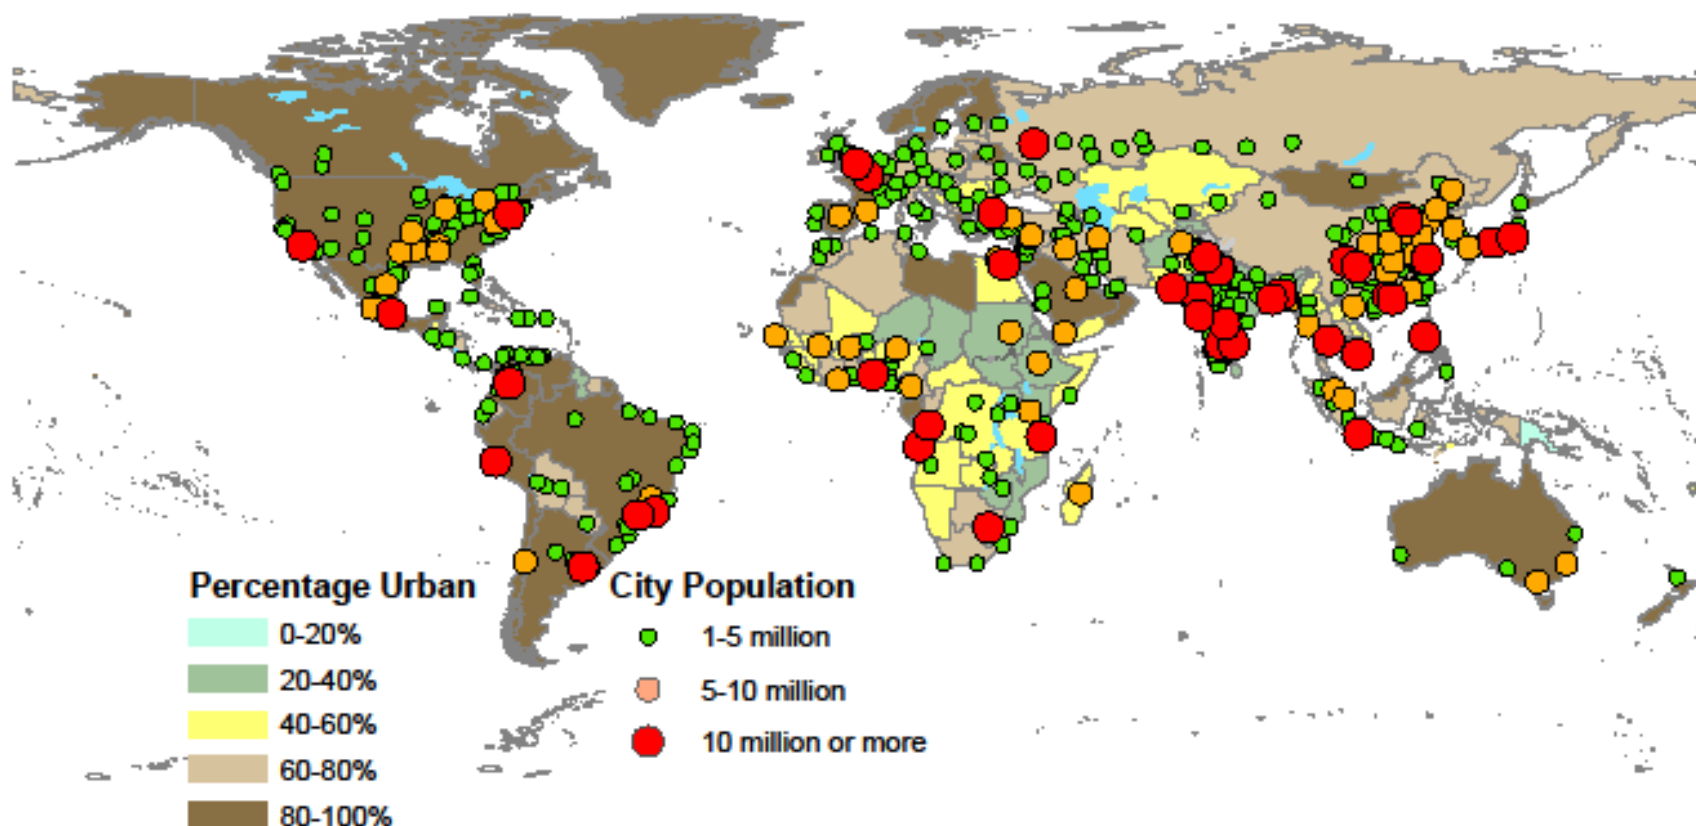 Percentage Urban
0-20%
20-40%
40-60%
60-80%
80-100%
City Population
1-5 million
5-10 million
10 million or more